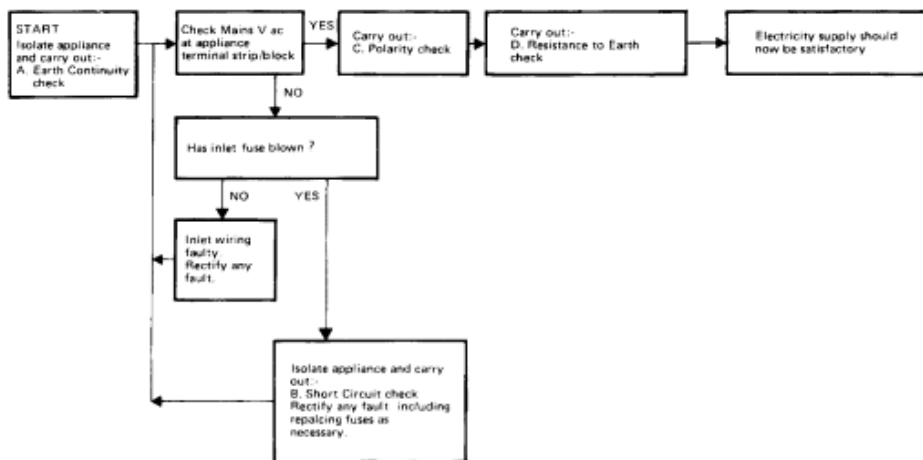 START
Isolate appliance
and carry out:-
A. Earth Continuity
check
Check Mains V ac
at appliance
terminal strip/block
YES
Carry out:-
C. Polarity check
Carry out:-
D. Resistance to Earth
check
Electricity supply should
now be satisfactory
NO
Has inlet fuse blown ?
NO
YES
Inlet wiring
faulty.
Rectify any
fault.
Isolate appliance and carry
out:-
B. Short Circuit check
Rectify any fault including
repalcing fuses as
necessary.